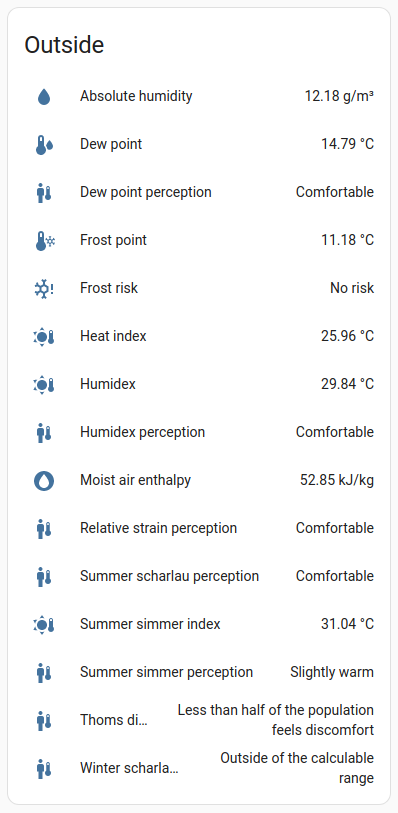 Outside
Absolute humidity 12.18 g/m³
Dew point 14.79 °C
Dew point perception Comfortable
Frost point 11.18 °C
Frost risk No risk
Heat index 25.96 °C
Humidex 29.84 °C
Humidex perception Comfortable
Moist air enthalpy 52.85 kJ/kg
Relative strain perception Comfortable
Summer scharlau perception Comfortable
Summer simmer index 31.04 °C
Summer simmer perception Slightly warm
Thoms di... Less than half of the population
feels discomfort
Winter scharla... Outside of the calculable
range